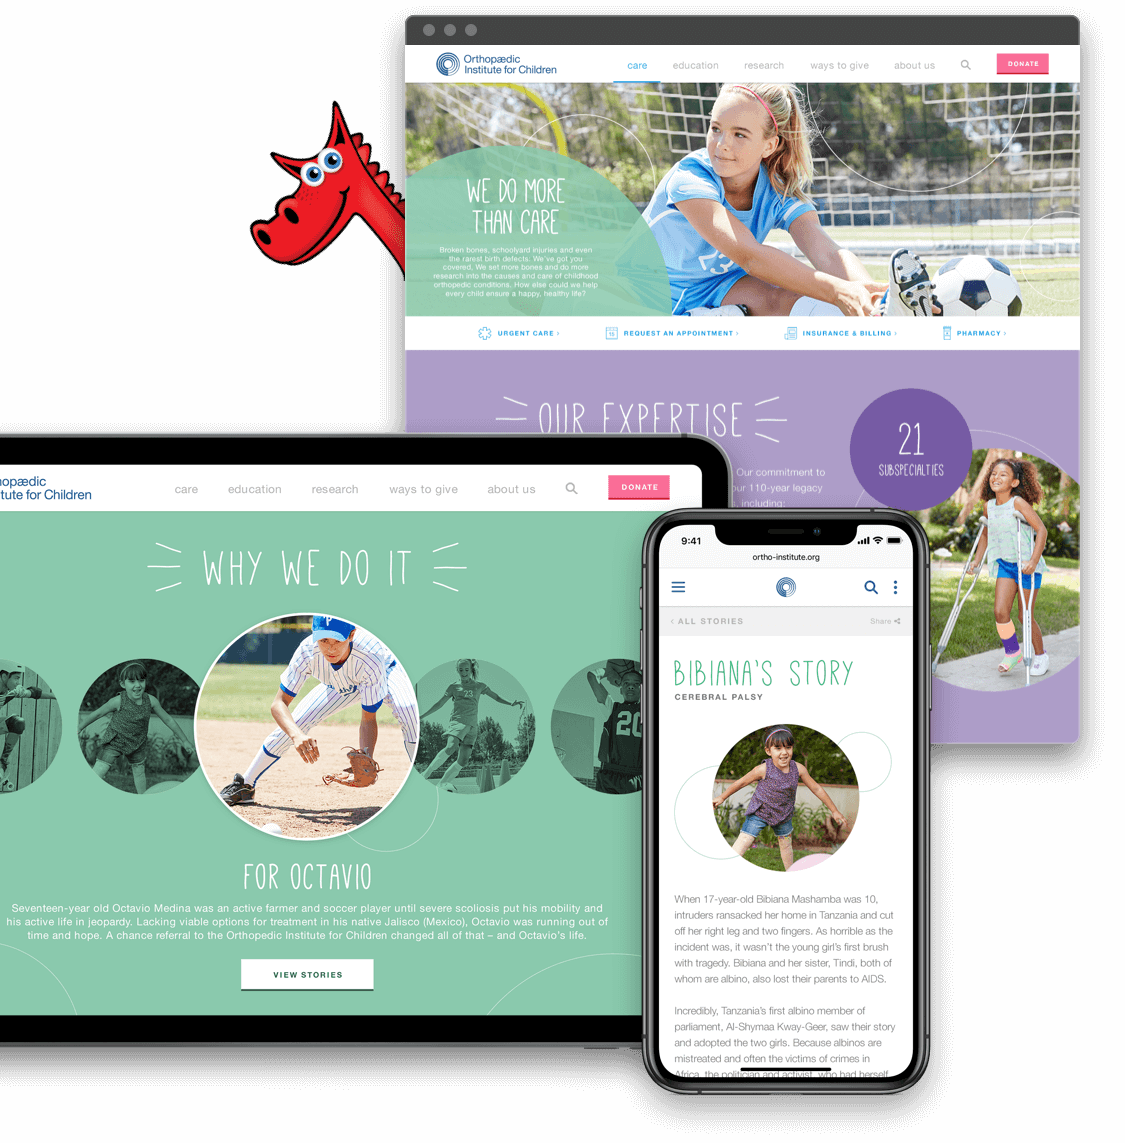 Orthopædic
Institute for Children
care
education
research
ways to give
about us
DONATE
WE DO MORE
THAN CARE
Broken bones, schoolyard injuries and even
the rarest birth defects. We've got you
covered. We set more bones and do more
research into the causes and care of childhood
orthopedic conditions. How else could we help
every child ensure a happy, healthy life?
URGENT CARE ›
REQUEST AN APPOINTMENT ›
INSURANCE & BILLING ›
PHARMACY ›
OUR EXPERTISE
21
SUBSPECIALTIES
Our commitment to
our 110-year legacy
, including:
hopædic
tute for Children
care
education
research
ways to give
about us
DONATE
WHY WE DO IT
P
23
20
FOR OCTAVIO
Seventeen-year old Octavio Medina was an active farmer and soccer player until severe scoliosis put his mobility and
his active life in jeopardy. Lacking viable options for treatment in his native Jalisco (Mexico), Octavio was running out of
time and hope. A chance referral to the Orthopedic Institute for Children changed all of that – and Octavio's life.
VIEW STORIES
9:41
ortho-institute.org
‹ ALL STORIES
Share
BIBIANA'S STORY
CEREBRAL PALSY
When 17-year-old Bibiana Mashamba was 10,
intruders ransacked her home in Tanzania and cut
off her right leg and two fingers. As horrible as the
incident was, it wasn't the young girl's first brush
with tragedy. Bibiana and her sister, Tindi, both of
whom are albino, also lost their parents to AIDS.
Incredibly, Tanzania's first albino member of
parliament, Al-Shymaa Kway-Geer, saw their story
and adopted the two girls. Because albinos are
mistreated and often the victims of crimes in
Africa, the politician and activist, who had herself